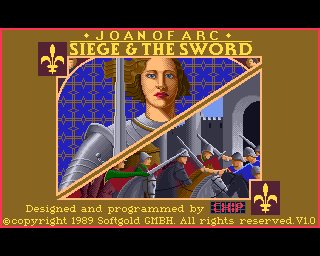 JOAN OF ARC
SIEGE & THE SWORD
Designed and programmed by CHIP
©copyright 1989 Softgold GMBH. All rights reserved.V1.0